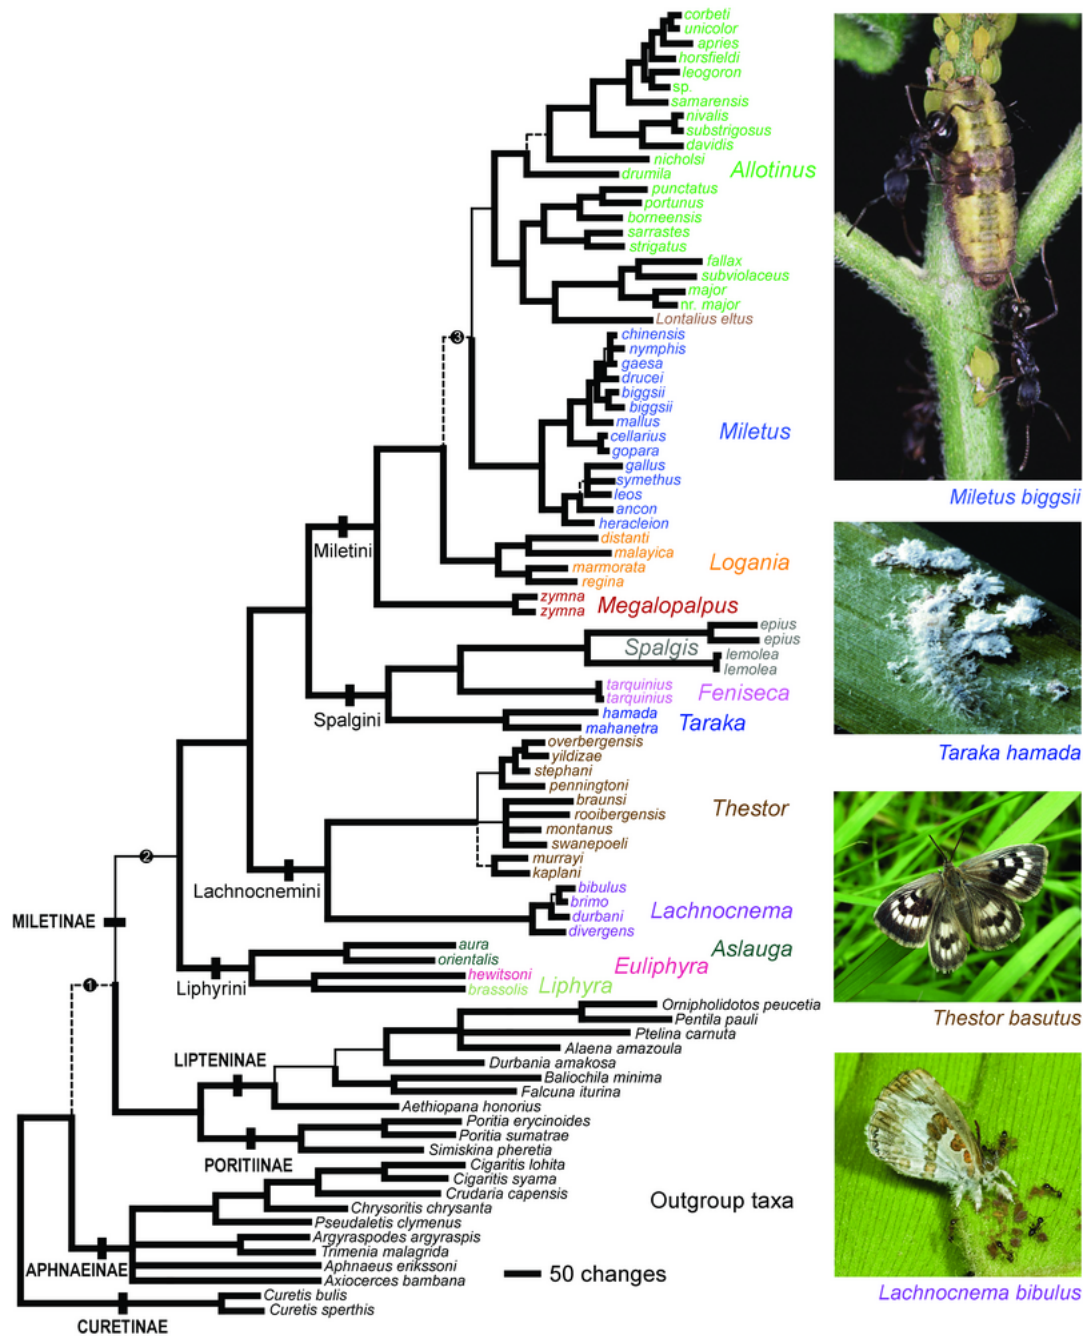 corbeti
unicolor
apries
horsfieldi
leogoron
sp.
samarensis
nivalis
substrigosus
davidis
nicholsi
Allotinus
drumila
punctatus
portunus
borneensis
sarrastes
strigatus
fallax
subviolaceus
major
nr. major
Lontalius eltus
3
chinensis
nymphis
gaesa
drucei
biggsii
biggsii
mallus
Miletus
cellarius
gopara
gallus
symethus
leos
ancon
heracleion
Miletus biggsii
Miletini
distanti
malayica
Logania
marmorata
regina
zymna
Megalopalpus
zymna
epius
epius
Spalgis
lemolea
lemolea
tarquinius
tarquinius
Feniseca
Spalgini
hamada
mahanetra
Taraka
Taraka hamada
overbergensis
yildizae
stephani
penningtoni
braunsi
Thestor
rooibergensis
montanus
swanepoeli
murrayi
kaplani
2
Lachnocnemini
bibulus
brimo
durbani
Lachnocnema
divergens
MILETINAE
aura
Aslauga
orientalis
Euliphyra
hewitsoni
brassolis
Liphyra
1
Liphyrini
Thestor basutus
Ornipholidotos peucetia
Pentila pauli
Ptelina carnuta
Alaena amazoula
LIPTENINAE
Durbania amakosa
Baliochila minima
Falcuna iturina
Aethiopana honorius
Poritia erycinoides
Poritia sumatrae
Simiskina pheretia
PORITIINAE
Cigaritis lohita
Cigaritis syama
Crudaria capensis
Outgroup taxa
Chrysoritis chrysanta
Pseudaletis clymenus
Argyraspodes argyraspis
Trimenia malagrida
APHNAEINAE
Aphnaeus erikssoni
50 changes
Axiocerces bambana
Lachnocnema bibulus
Curetis bulis
Curetis sperthis
CURETINAE